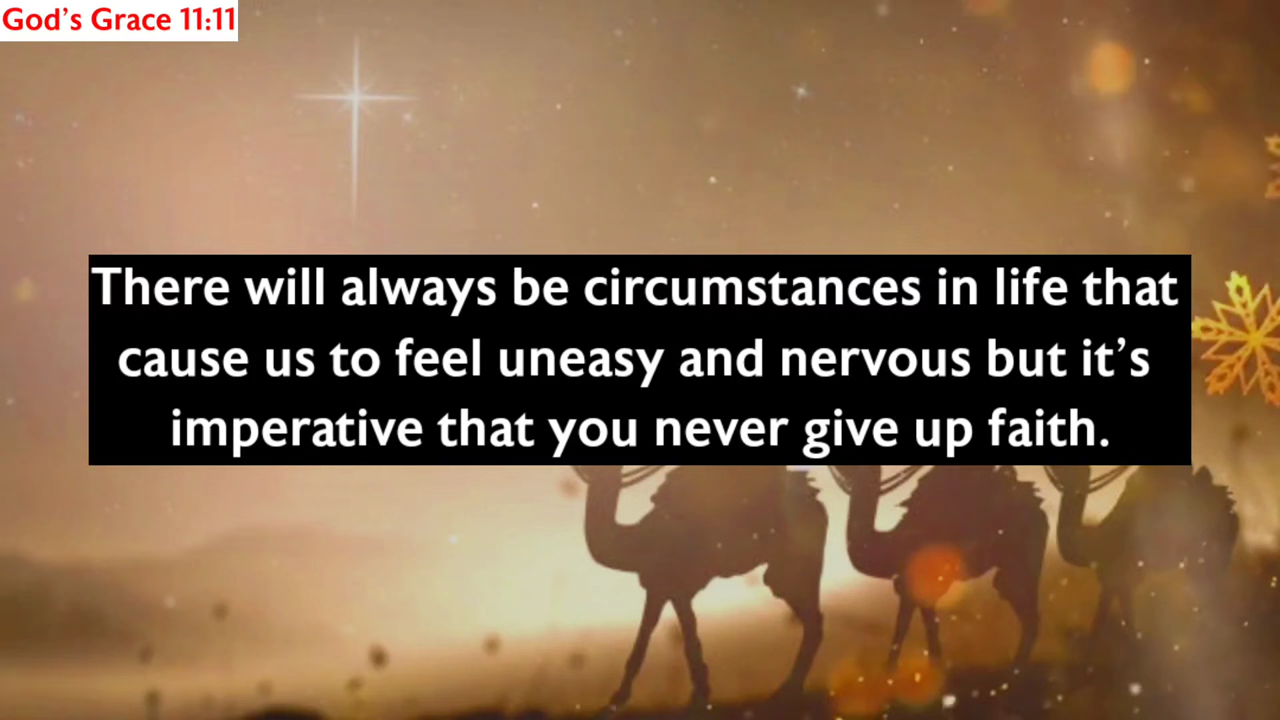 God’s Grace 11:11
There will always be circumstances in life that
cause us to feel uneasy and nervous but it’s
imperative that you never give up faith.